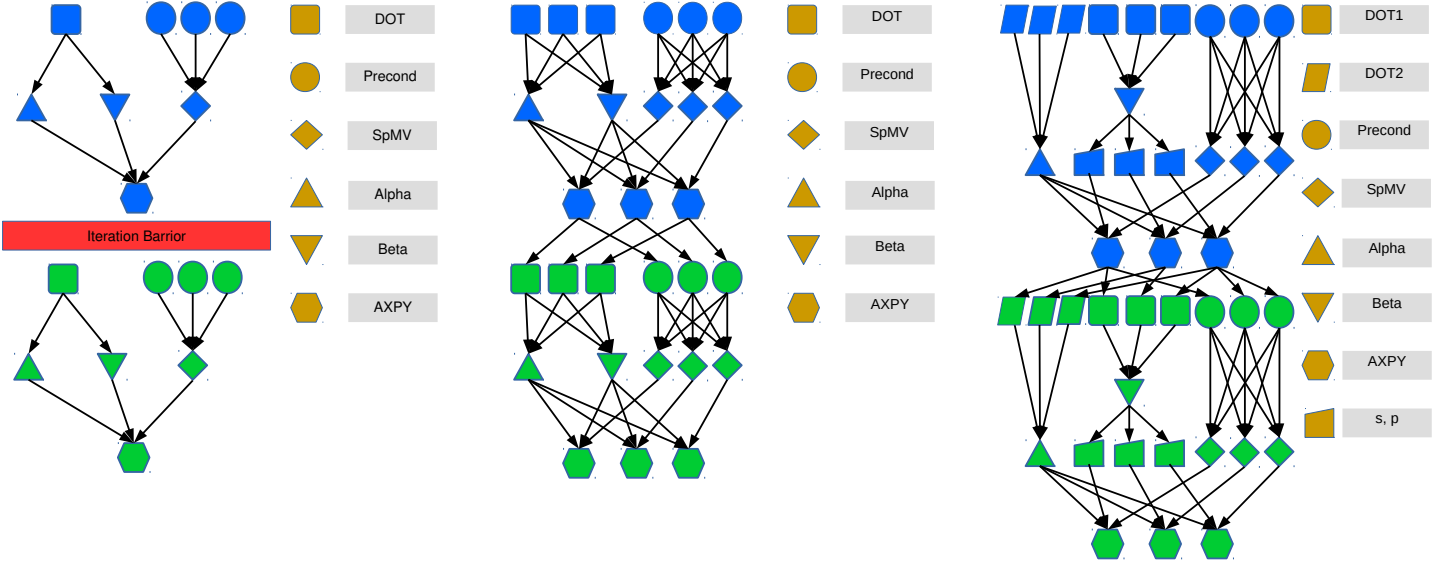 DOT
Precond
SpMV
Alpha
Iteration Barrior
Beta
AXPY
DOT
Precond
SpMV
Alpha
Beta
AXPY
DOT1
DOT2
Precond
SpMV
Alpha
Beta
AXPY
s, p